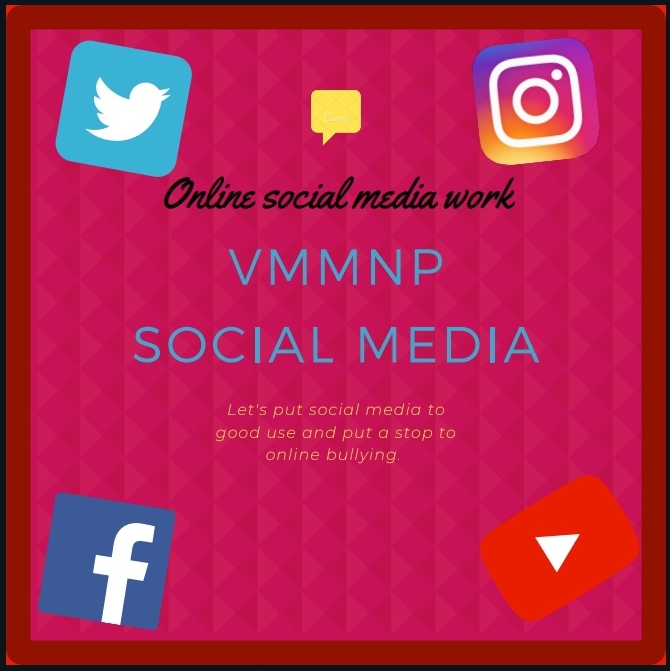 Online social media work
VMMNP
SOCIAL MEDIA
Let's put social media to
good use and put a stop to
online bullying.